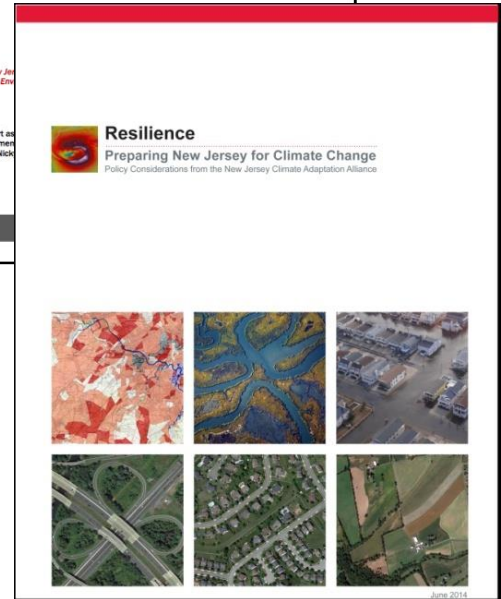 Resilience
Preparing New Jersey for Climate Change
Policy Considerations from the New Jersey Climate Adaptation Alliance
June 2014